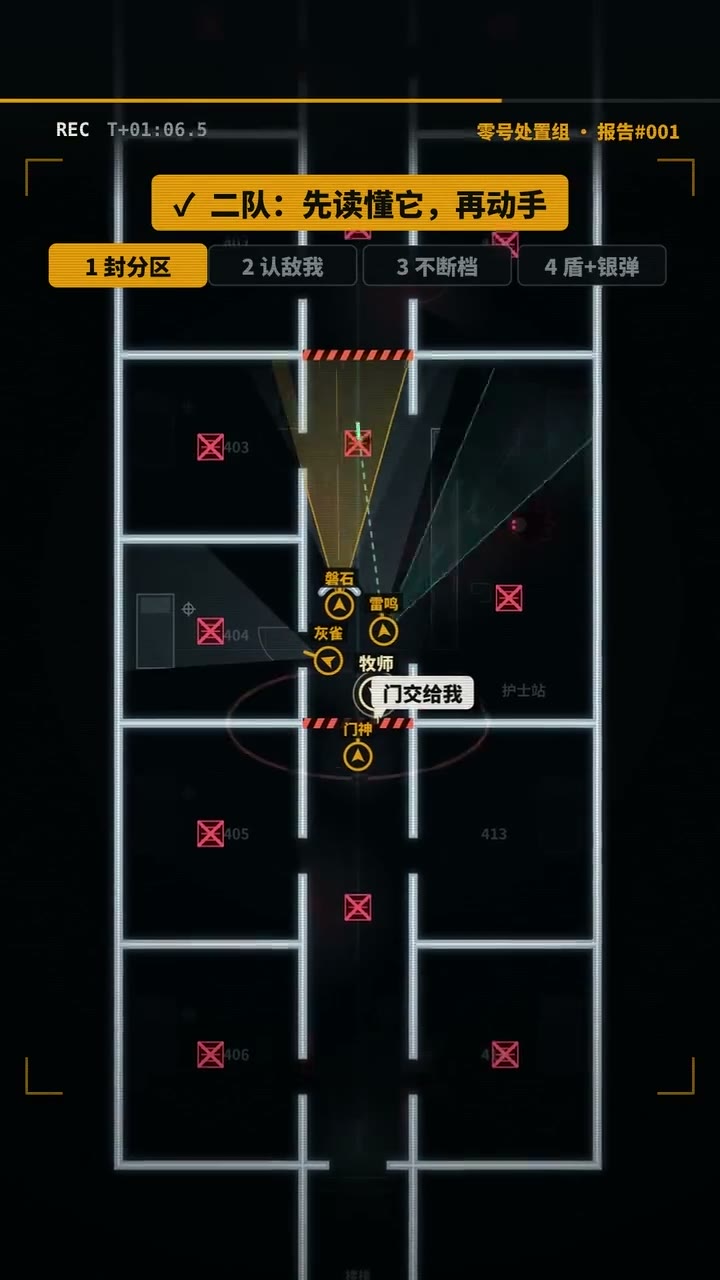 REC T+01:06.5
零号处置组 · 报告#001
✓ 二队：先读懂它，再动手
1 封分区
2 认敌我
3 不断档
4 盾+银弹
403
磐石
雷鸣
灰雀
404
牧师
门交给我
护士站
门神
405
413
406